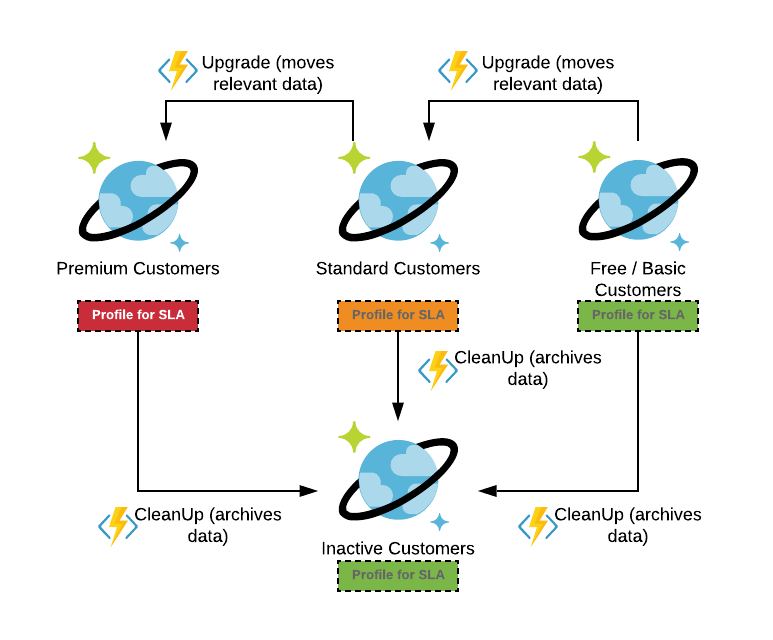 Upgrade (moves
relevant data)
Upgrade (moves
relevant data)
Premium Customers
Standard Customers
Free / Basic
Customers
Profile for SLA
Profile for SLA
Profile for SLA
CleanUp (archives
data)
CleanUp (archives
data)
CleanUp (archives
data)
Inactive Customers
Profile for SLA